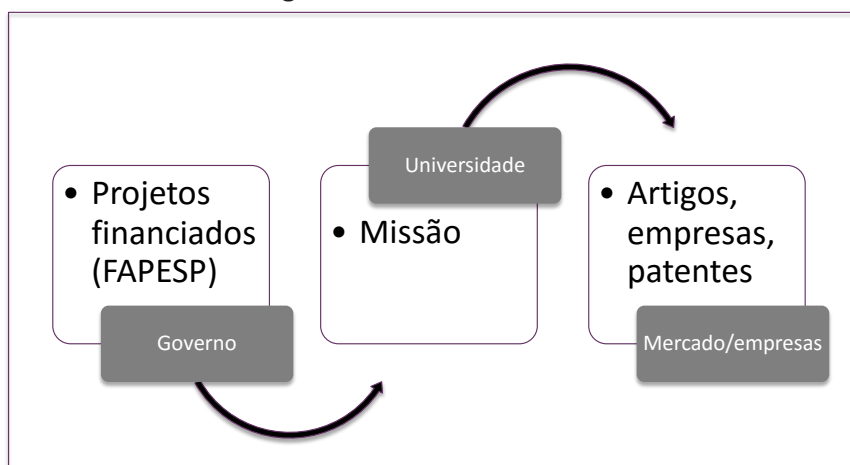 • Projetos
financiados
(FAPESP)
Governo
Universidade
• Missão
• Artigos,
empresas,
patentes
Mercado/empresas